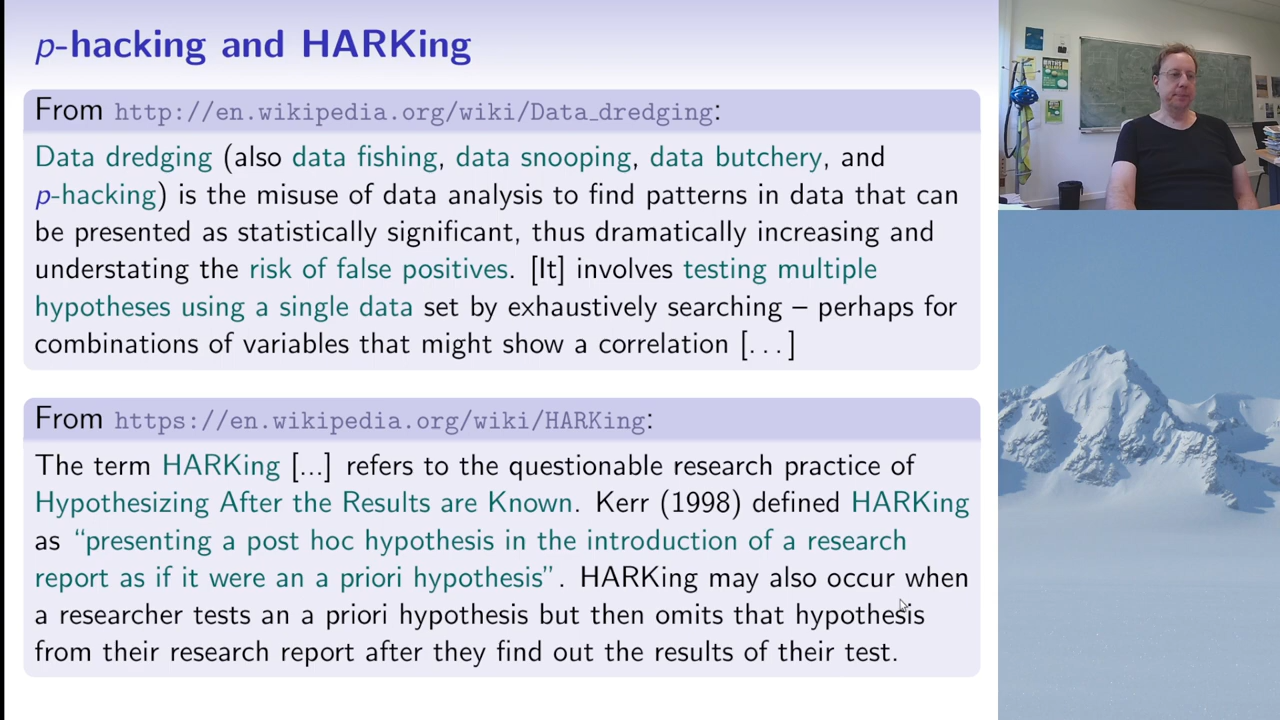 p-hacking and HARKing
From http://en.wikipedia.org/wiki/Data_dredging:
Data dredging (also data fishing, data snooping, data butchery, and
p-hacking) is the misuse of data analysis to find patterns in data that can
be presented as statistically significant, thus dramatically increasing and
understating the risk of false positives. [It] involves testing multiple
hypotheses using a single data set by exhaustively searching – perhaps for
combinations of variables that might show a correlation [...]
From https://en.wikipedia.org/wiki/HARKing:
The term HARKing [...] refers to the questionable research practice of
Hypothesizing After the Results are Known. Kerr (1998) defined HARKing
as “presenting a post hoc hypothesis in the introduction of a research
report as if it were an a priori hypothesis”. HARKing may also occur when
a researcher tests an a priori hypothesis but then omits that hypothesis
from their research report after they find out the results of their test.